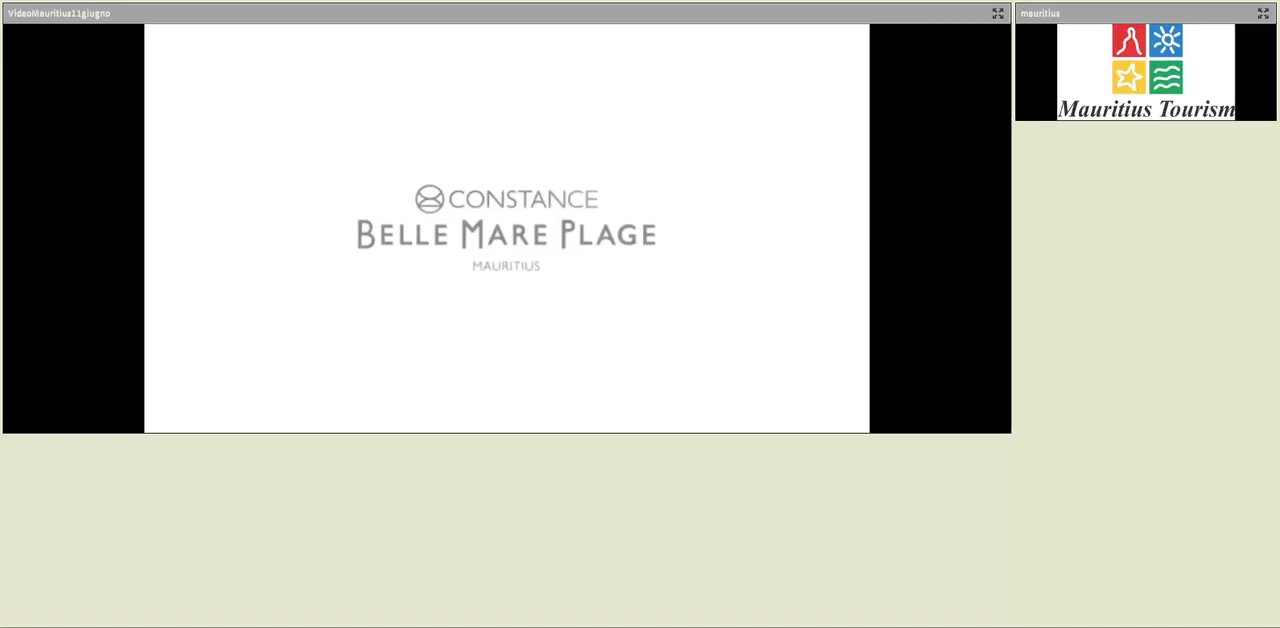 VideoMauritius11giugno
CONSTANCE
BELLE MARE PLAGE
MAURITIUS
mauritius
Mauritius Tourism